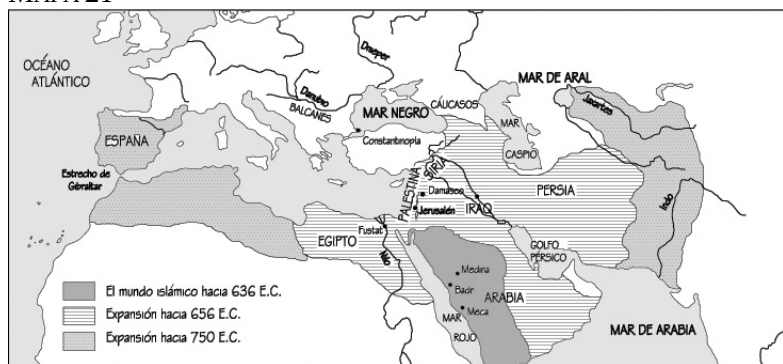 MAPA 21
OCÉANO
ATLÁNTICO
Dnieper
MAR DE ARAL
Danubio
BALCANES
MAR NEGRO
CÁUCASOS
Jaxartes
MAR
CASPIO
ESPAÑA
Constantinopla
Estrecho de
Gibraltar
PALESTINA
SIRIA
Damasco
Jerusalén
IRAQ
PERSIA
Indo
EGIPTO
Fustat
Nilo
GOLFO
PÉRSICO
Medina
Badr
Meca
ARABIA
MAR
ROJO
MAR DE ARABIA
El mundo islámico hacia 636 E.C.
Expansión hacia 656 E.C.
Expansión hacia 750 E.C.